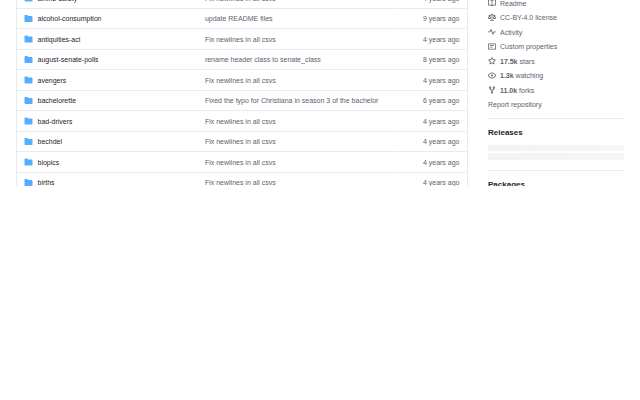 alcohol-consumption update README files 9 years ago
antiquities-act Fix newlines in all csvs 4 years ago
august-senate-polls rename header class to senate_class 8 years ago
avengers Fix newlines in all csvs 4 years ago
bachelorette Fixed the typo for Christiana in season 3 of the bachelor 6 years ago
bad-drivers Fix newlines in all csvs 4 years ago
bechdel Fix newlines in all csvs 4 years ago
biopics Fix newlines in all csvs 4 years ago
births Fix newlines in all csvs 4 years ago
Readme
CC-BY-4.0 license
Activity
Custom properties
17.5k stars
1.3k watching
11.0k forks
Report repository
Releases
Packages